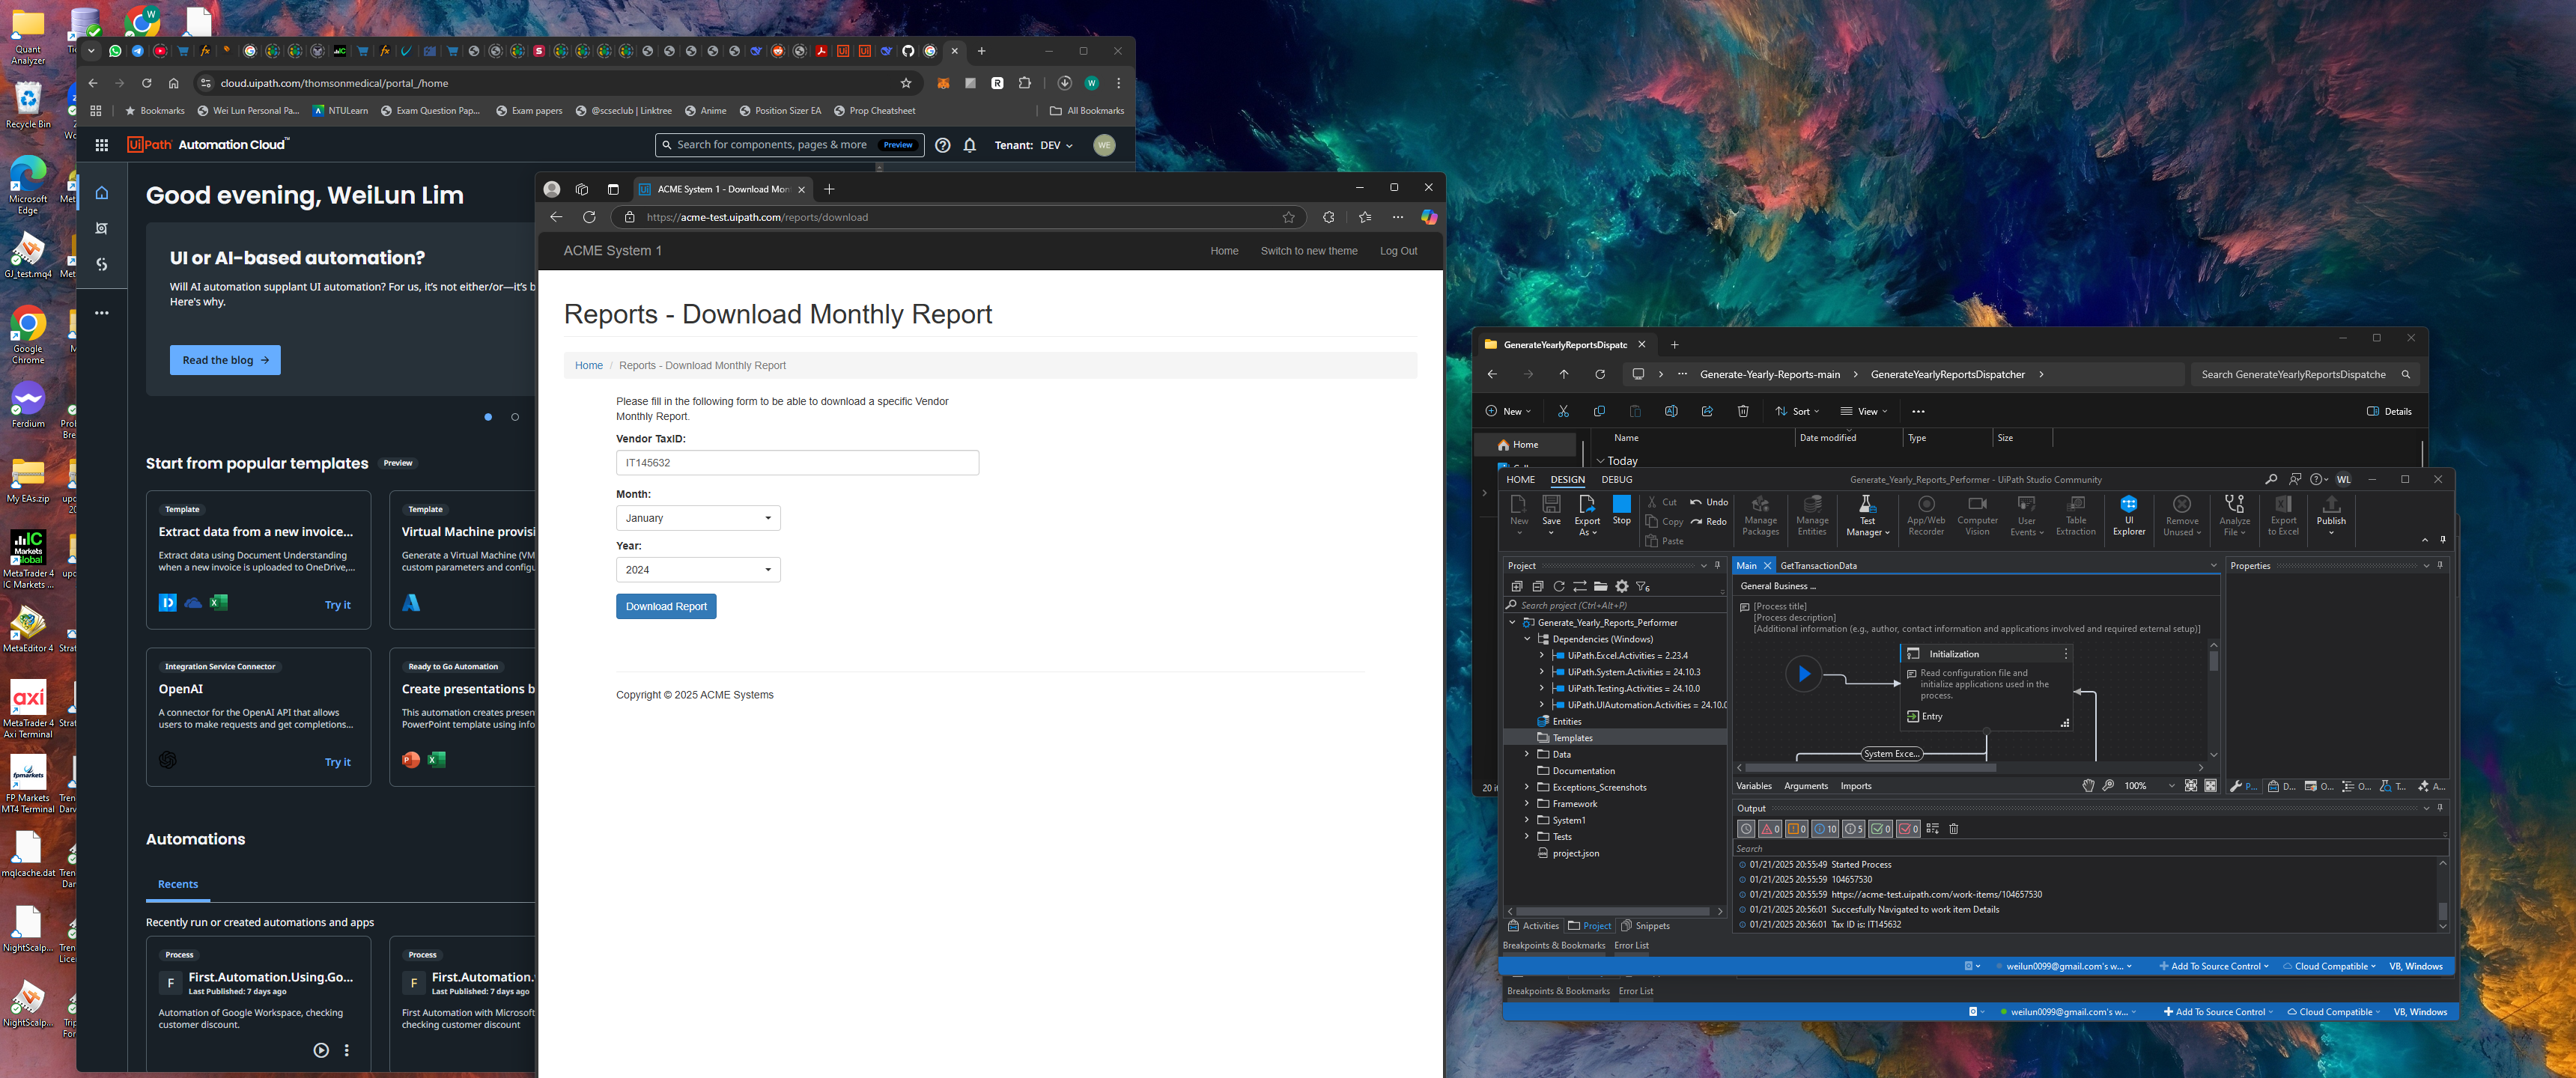 Quant
Analyzer
Recycle Bin
Microsoft
Edge
GJ_test.mq4
Google
Chrome
Ferdium
My EAs.zip
MetaTrader 4
IC Markets ...
MetaEditor 4
MetaTrader 4
Axi Terminal
FP Markets
MT4 Terminal
mqlcache.dat
NightScalp...
NightScalp...
cloud.uipath.com/thomsonmedical/portal_/home
Bookmarks
Wei Lun Personal Pa...
NTULearn
Exam Question Pap...
Exam papers
@scseclub | Linktree
Anime
Position Sizer EA
Prop Cheatsheet
All Bookmarks
UiPath Automation Cloud™
Search for components, pages & more
Preview
Tenant: DEV
WE
Good evening, WeiLun Lim
UI or AI-based automation?
Will AI automation supplant UI automation? For us, it's not either/or—it's b
Here's why.
Read the blog
Start from popular templates
Preview
Template
Extract data from a new invoice...
Extract data using Document Understanding
when a new invoice is uploaded to OneDrive,...
Try it
Template
Virtual Machine provisi
Generate a Virtual Machine (VM
custom parameters and configu
Integration Service Connector
OpenAI
A connector for the OpenAI API that allows
users to make requests and get completions...
Try it
Ready to Go Automation
Create presentations b
This automation creates presen
PowerPoint template using info
Automations
Recents
Recently run or created automations and apps
Process
F
First.Automation.Using.Go...
Last Published: 7 days ago
Automation of Google Workspace, checking
customer discount.
Process
F
First.Automation.
Last Published: 7 days ago
First Automation with Microsoft
checking customer discount
ACME System 1 - Download Mon
https://acme-test.uipath.com/reports/download
ACME System 1
Home
Switch to new theme
Log Out
Reports - Download Monthly Report
Home / Reports - Download Monthly Report
Please fill in the following form to be able to download a specific Vendor
Monthly Report.
Vendor TaxID:
IT145632
Month:
January
Year:
2024
Download Report
Copyright © 2025 ACME Systems
GenerateYearlyReportsDispatc
Generate-Yearly-Reports-main
GenerateYearlyReportsDispatcher
Search GenerateYearlyReportsDispatche
New
Sort
View
Details
Home
Name
Date modified
Type
Size
Today
HOME
DESIGN
DEBUG
Generate_Yearly_Reports_Performer - UiPath Studio Community
WL
New
Save
Export
As
Stop
Cut
Copy
Paste
Undo
Redo
Manage
Packages
Manage
Entities
Test
Manager
App/Web
Recorder
Computer
Vision
User
Events
Table
Extraction
UI
Explorer
Remove
Unused
Analyze
File
Export
to Excel
Publish
Project
Search project (Ctrl+Alt+P)
Generate_Yearly_Reports_Performer
Dependencies (Windows)
UiPath.Excel.Activities = 2.23.4
UiPath.System.Activities = 24.10.3
UiPath.Testing.Activities = 24.10.0
UiPath.UIAutomation.Activities = 24.10.0
Entities
Templates
Data
Documentation
Exceptions_Screenshots
Framework
System1
Tests
project.json
Activities
Project
Snippets
Main
GetTransactionData
General Business ...
[Process title]
[Process description]
[Additional information (e.g., author, contact information and applications involved and required external setup)]
Initialization
Read configuration file and
initialize applications used in the
process.
Entry
System Exce...
Variables
Arguments
Imports
100%
Properties
P...
D...
O...
O...
T...
A...
Output
0
0
10
5
0
0
Search
01/21/2025 20:55:49 Started Process
01/21/2025 20:55:59 104657530
01/21/2025 20:55:59 https://acme-test.uipath.com/work-items/104657530
01/21/2025 20:56:01 Succesfully Navigated to work item Details
01/21/2025 20:56:01 Tax ID is: IT145632
Breakpoints & Bookmarks
Error List
weilun0099@gmail.com's w...
Add To Source Control
Cloud Compatible
VB, Windows
Breakpoints & Bookmarks
Error List
weilun0099@gmail.com's w...
Add To Source Control
Cloud Compatible
VB, Windows